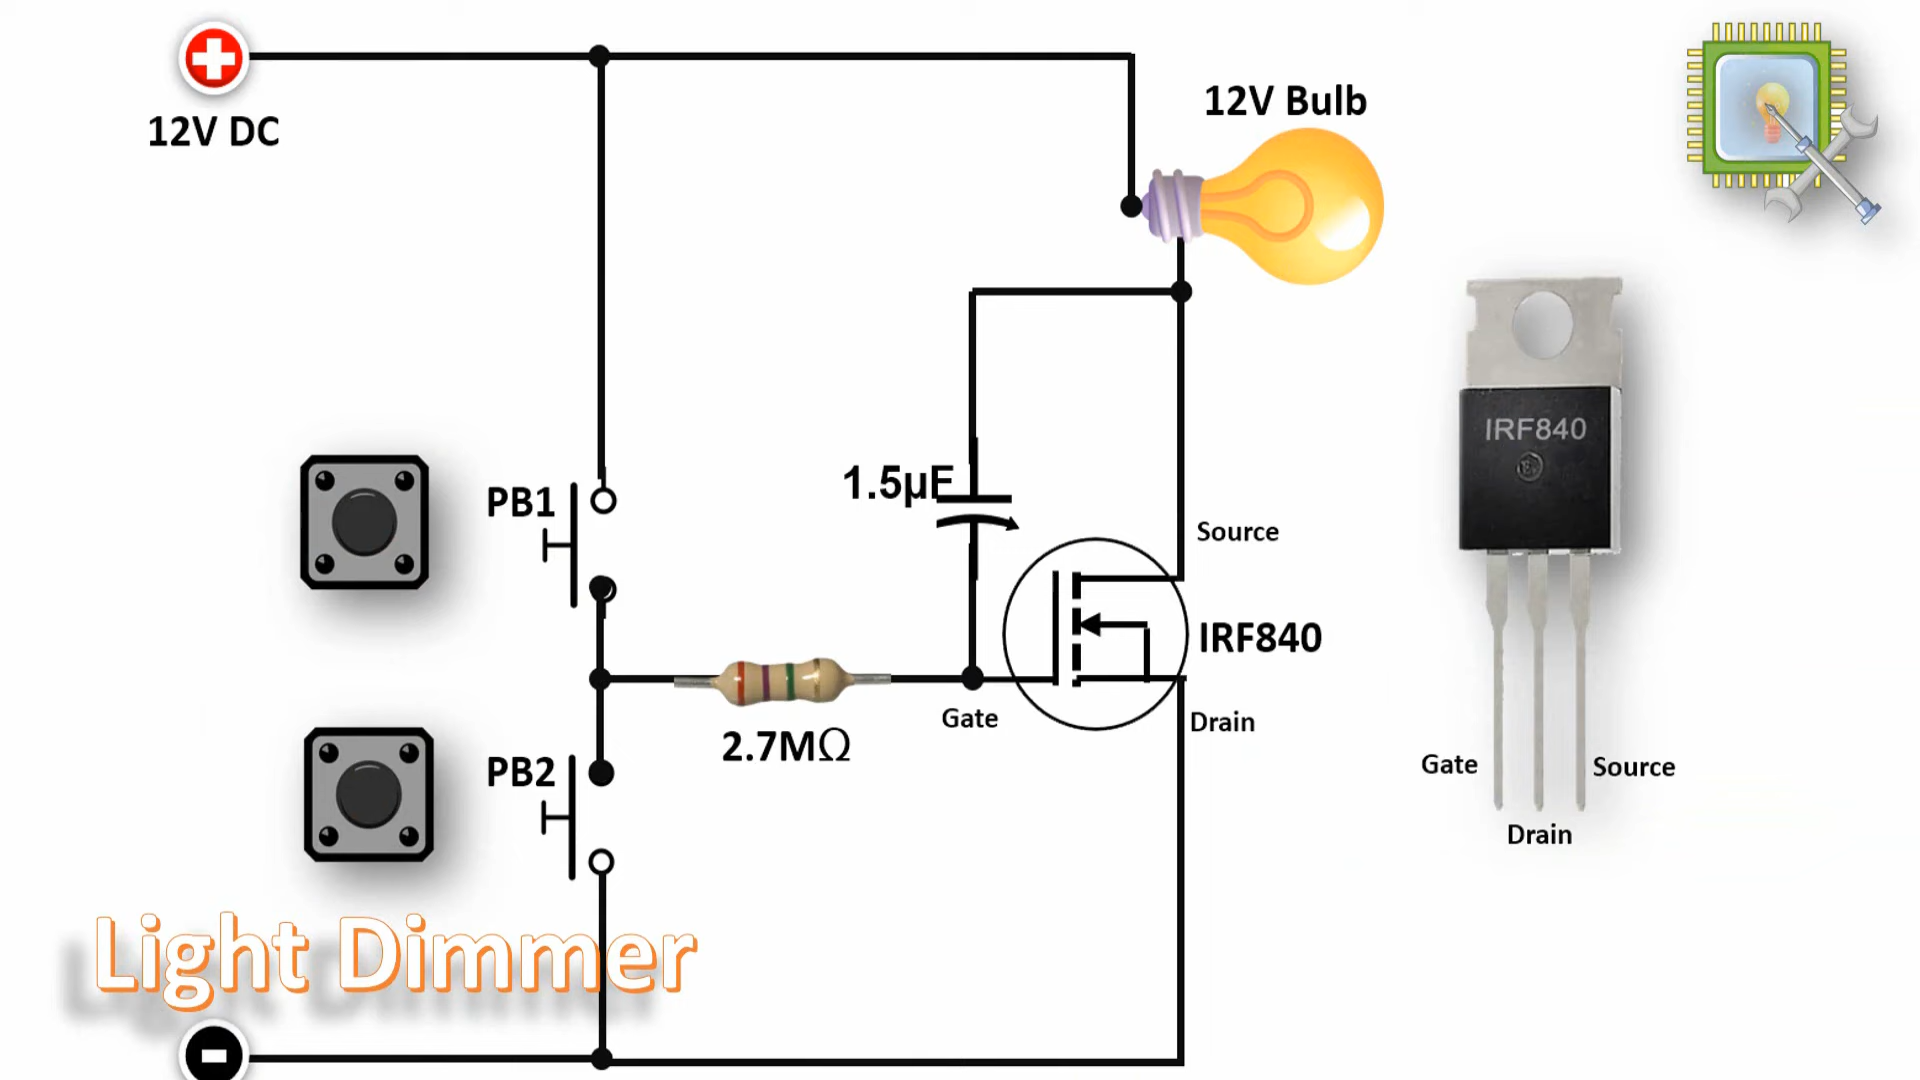 12V DC
12V Bulb
IRF840
PB1
1.5µF
Source
IRF840
Gate
Drain
2.7MΩ
PB2
Gate
Source
Drain
Light Dimmer